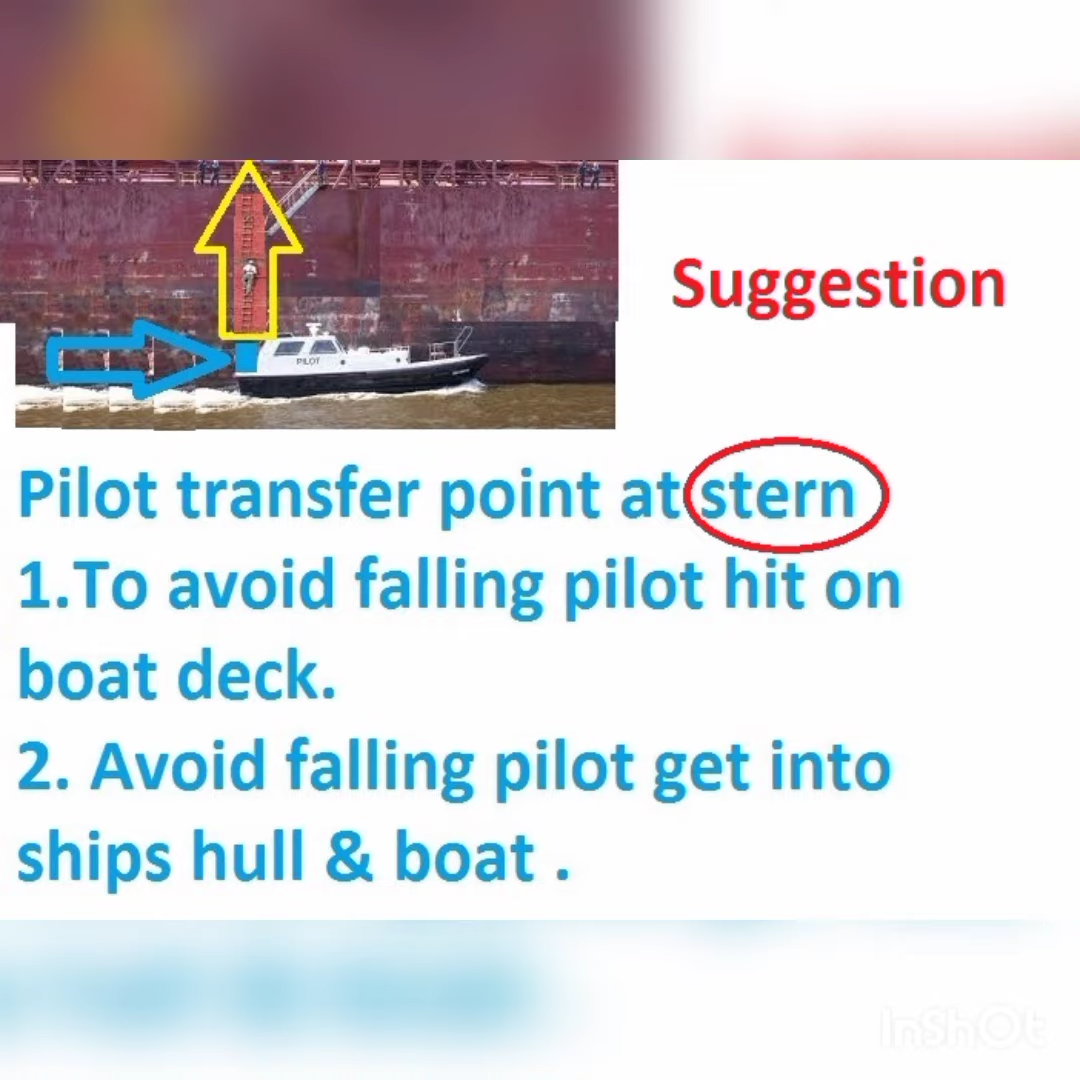 PILOT
Suggestion
Pilot transfer point at stern
1.To avoid falling pilot hit on
boat deck.
2. Avoid falling pilot get into
ships hull & boat .
InShOt